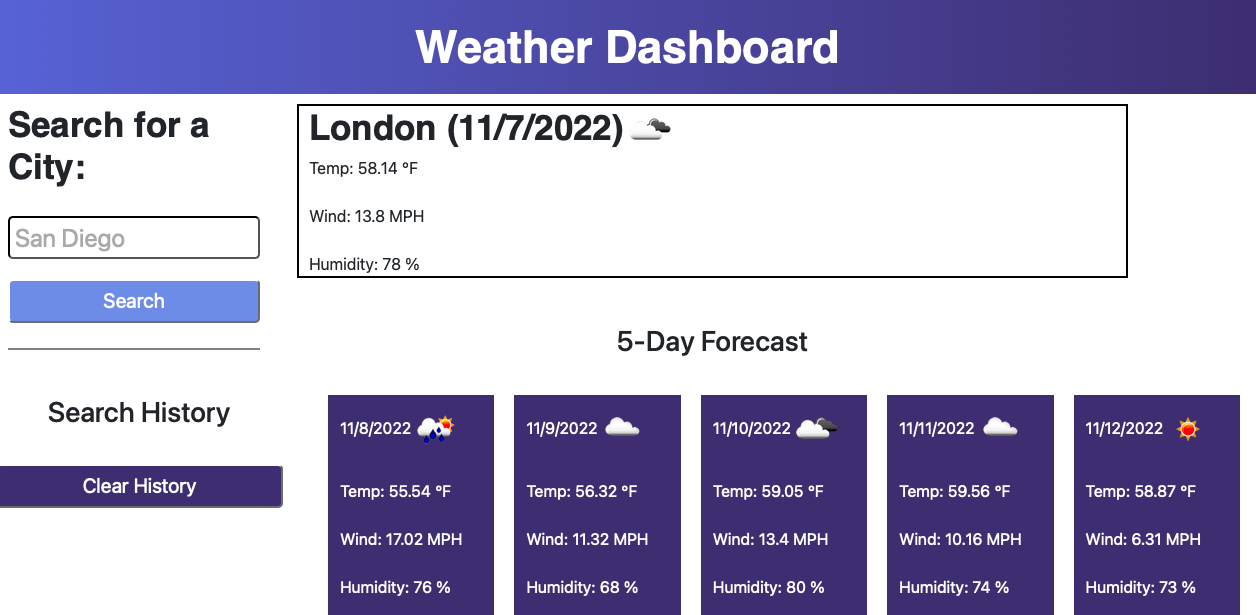 Weather Dashboard
Search for a
City:
San Diego
Search
Search History
Clear History
London (11/7/2022)
Temp: 58.14 °F
Wind: 13.8 MPH
Humidity: 78 %
5-Day Forecast
11/8/2022
Temp: 55.54 °F
Wind: 17.02 MPH
Humidity: 76 %
11/9/2022
Temp: 56.32 °F
Wind: 11.32 MPH
Humidity: 68 %
11/10/2022
Temp: 59.05 °F
Wind: 13.4 MPH
Humidity: 80 %
11/11/2022
Temp: 59.56 °F
Wind: 10.16 MPH
Humidity: 74 %
11/12/2022
Temp: 58.87 °F
Wind: 6.31 MPH
Humidity: 73 %